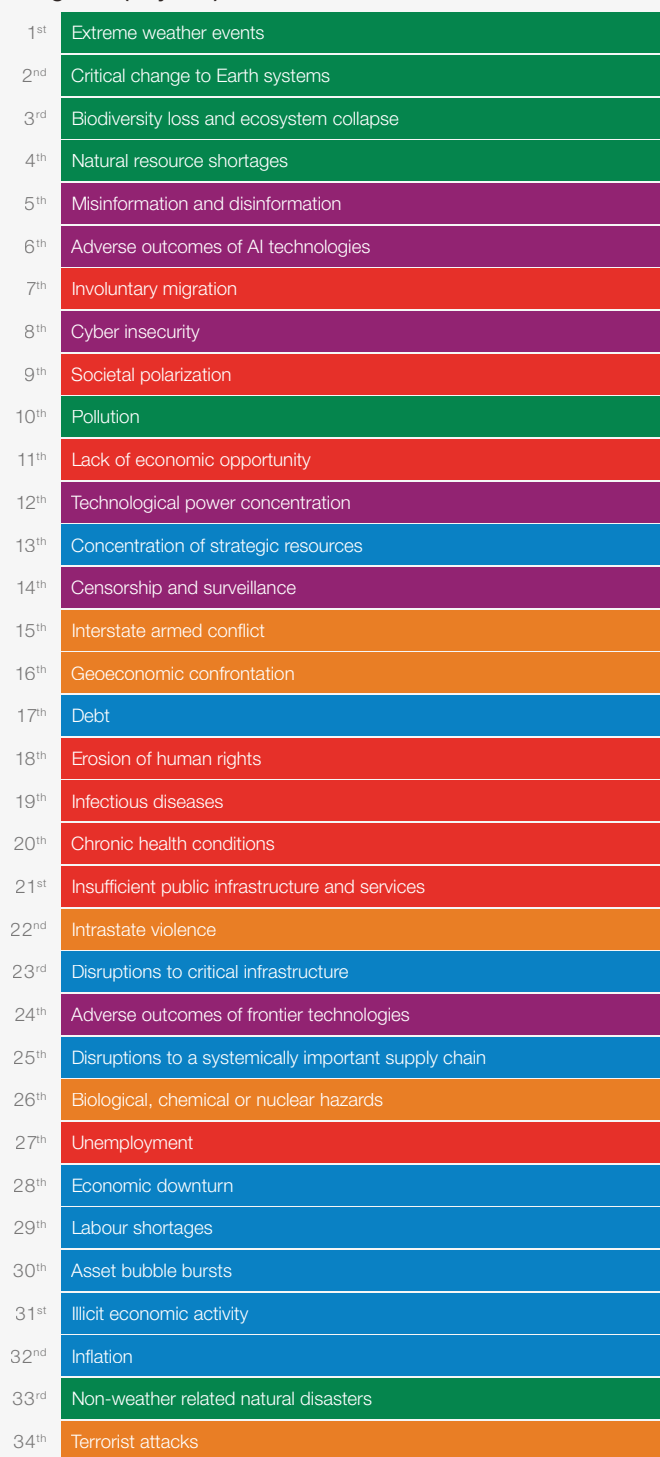 1st Extreme weather events
2nd Critical change to Earth systems
3rd Biodiversity loss and ecosystem collapse
4th Natural resource shortages
5th Misinformation and disinformation
6th Adverse outcomes of AI technologies
7th Involuntary migration
8th Cyber insecurity
9th Societal polarization
10th Pollution
11th Lack of economic opportunity
12th Technological power concentration
13th Concentration of strategic resources
14th Censorship and surveillance
15th Interstate armed conflict
16th Geoeconomic confrontation
17th Debt
18th Erosion of human rights
19th Infectious diseases
20th Chronic health conditions
21st Insufficient public infrastructure and services
22nd Intrastate violence
23rd Disruptions to critical infrastructure
24th Adverse outcomes of frontier technologies
25th Disruptions to a systemically important supply chain
26th Biological, chemical or nuclear hazards
27th Unemployment
28th Economic downturn
29th Labour shortages
30th Asset bubble bursts
31st Illicit economic activity
32nd Inflation
33rd Non-weather related natural disasters
34th Terrorist attacks